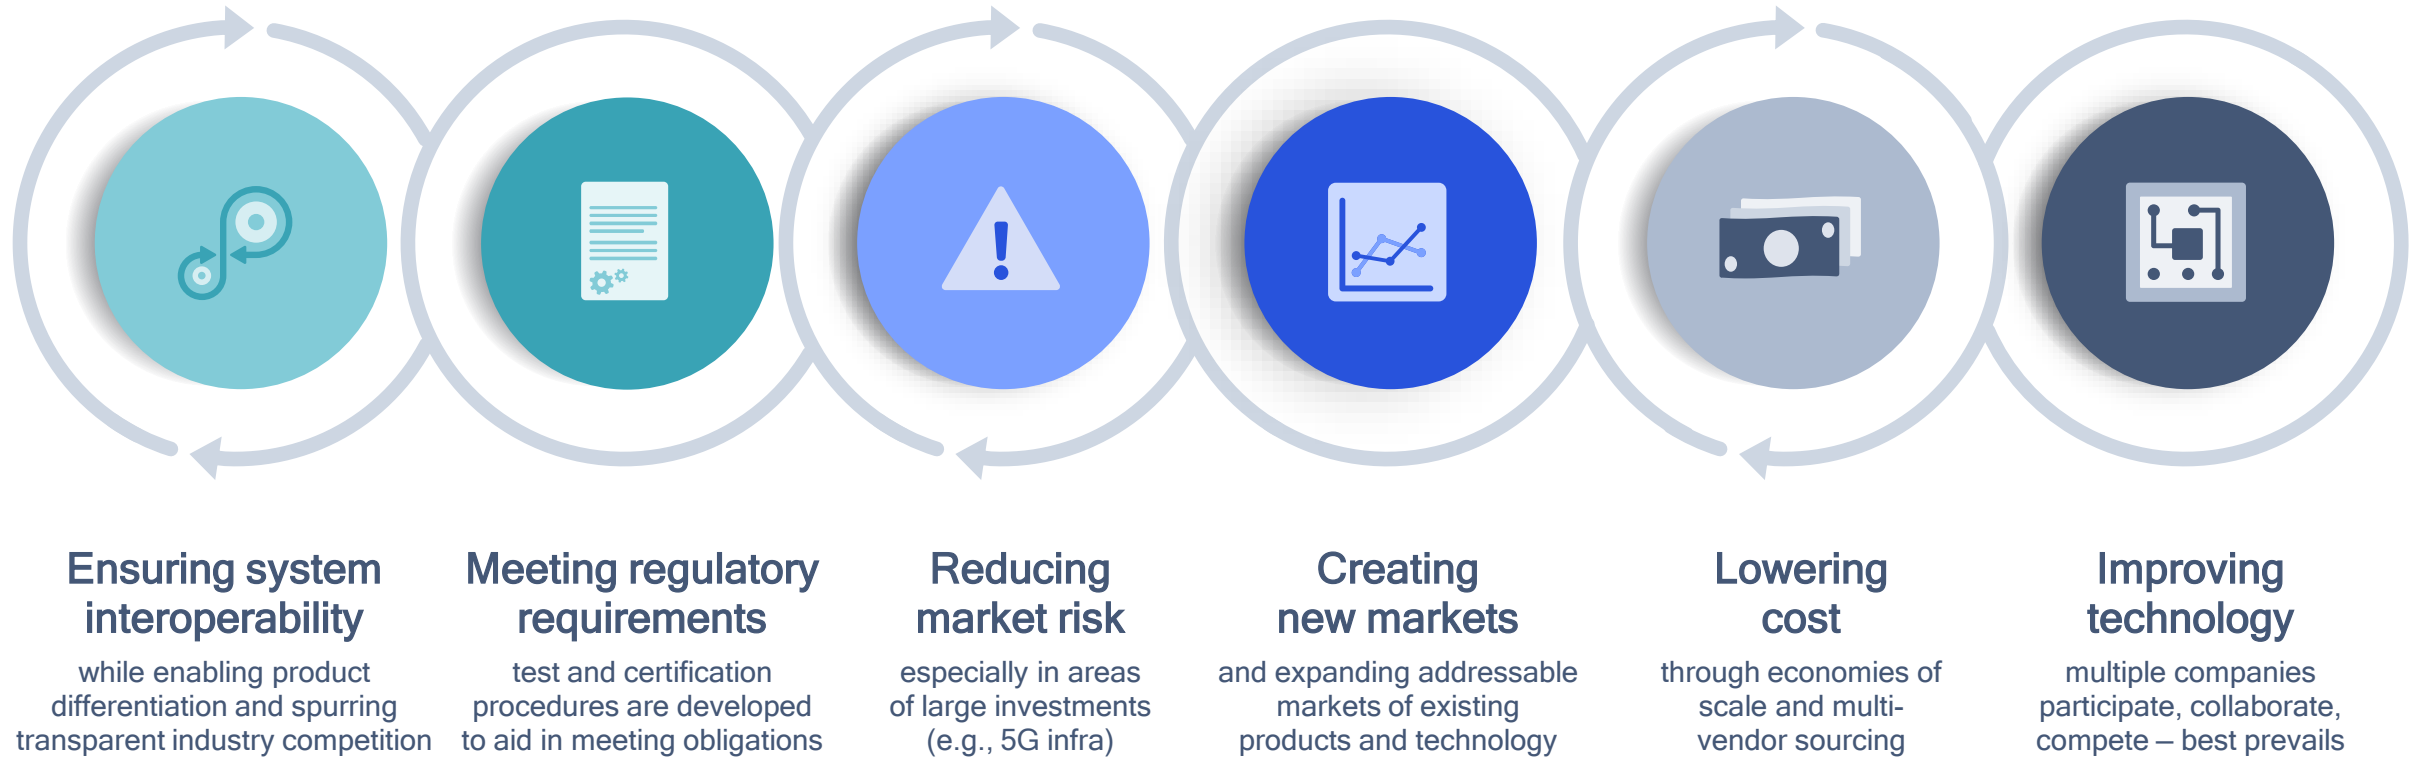 Ensuring system
interoperability
while enabling product
differentiation and spurring
transparent industry competition
Meeting regulatory
requirements
test and certification
procedures are developed
to aid in meeting obligations
Reducing
market risk
especially in areas
of large investments
(e.g., 5G infra)
Creating
new markets
and expanding addressable
markets of existing
products and technology
Lowering
cost
through economies of
scale and multi-
vendor sourcing
Improving
technology
multiple companies
participate, collaborate,
compete – best prevails